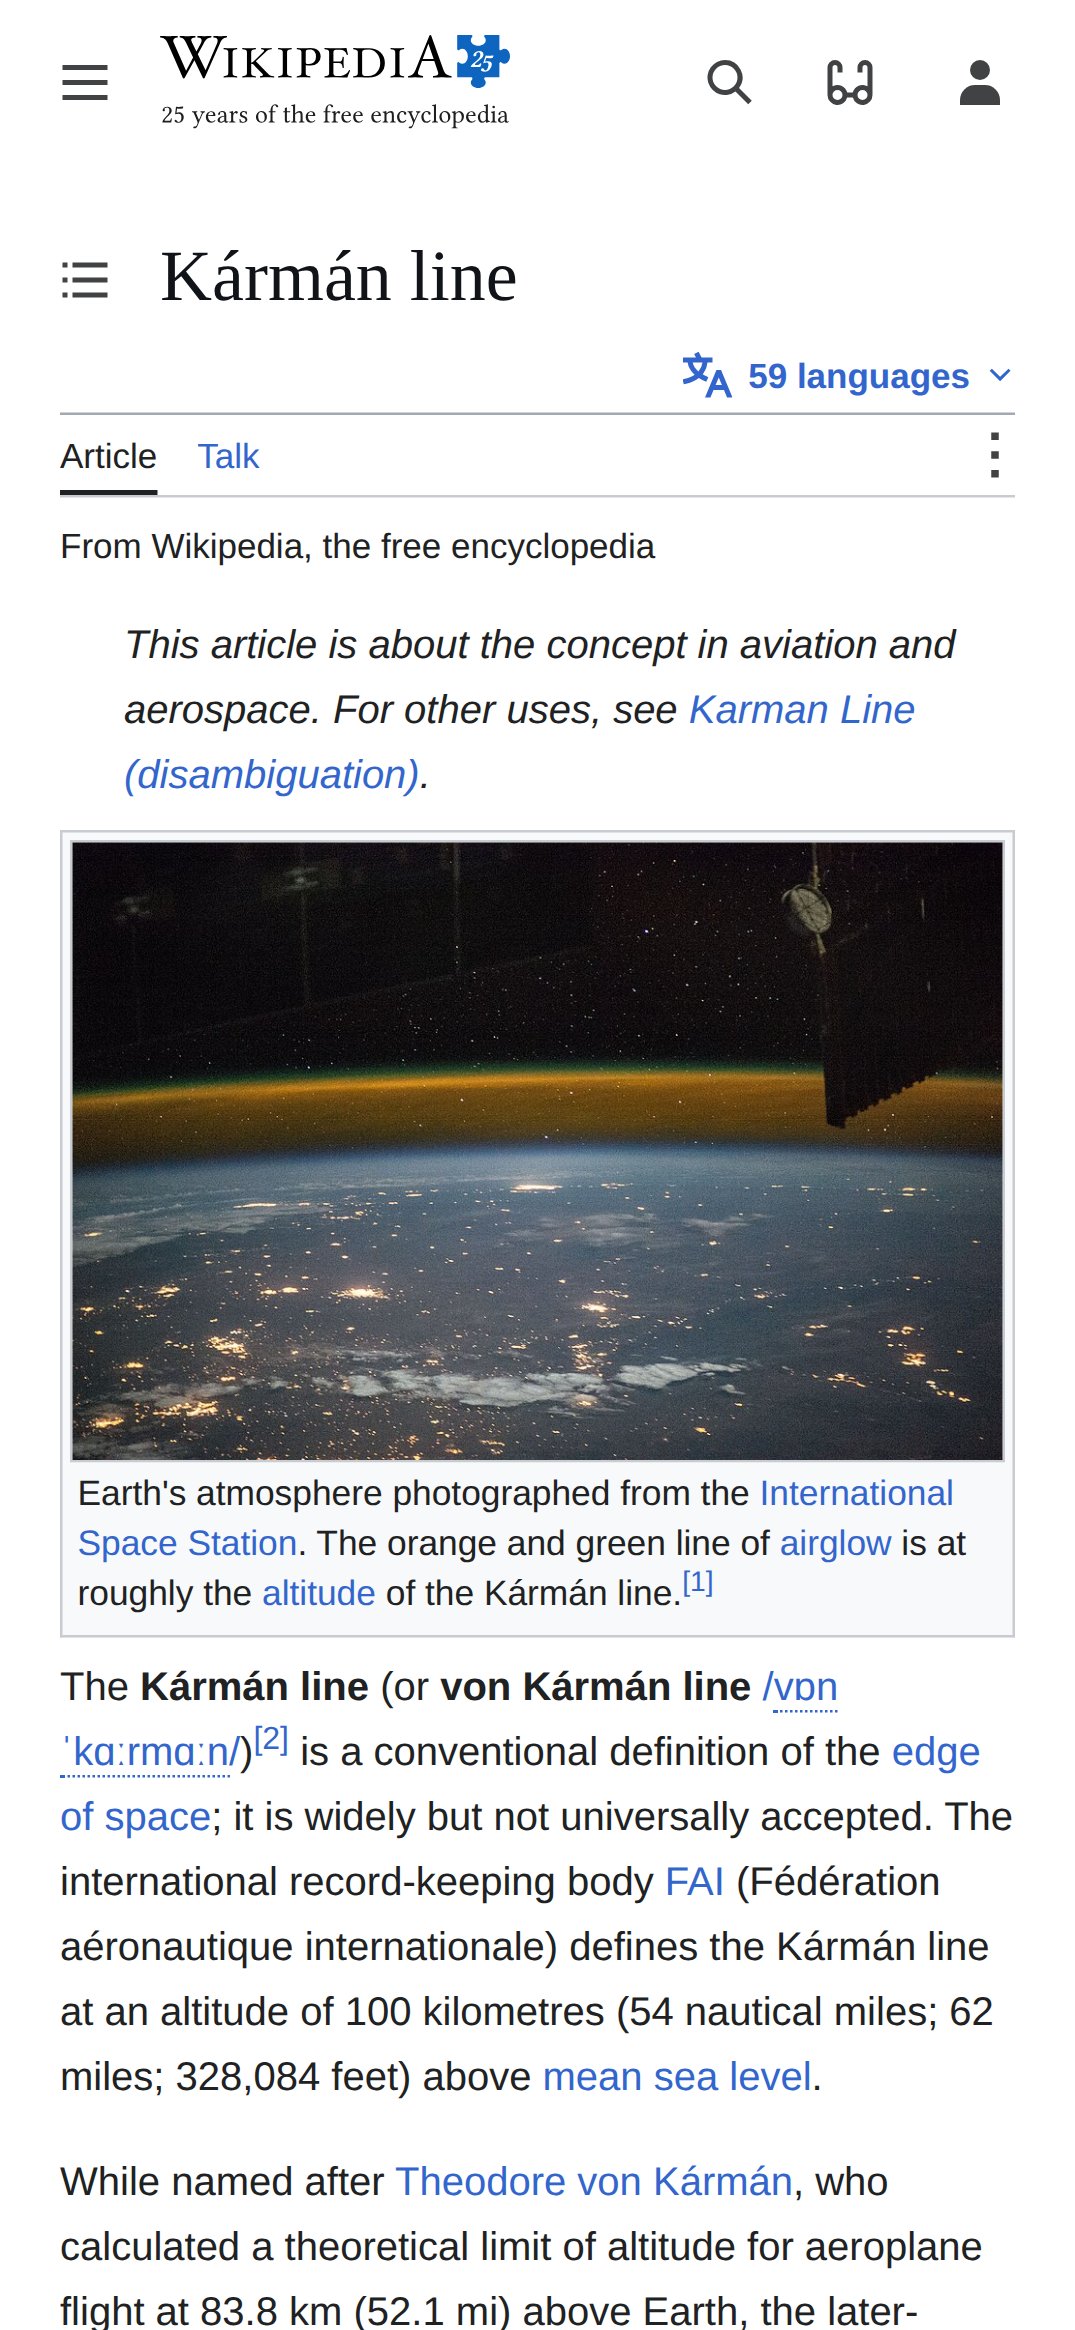 WIKIPEDIA 25
25 years of the free encyclopedia
Kármán line
59 languages
Article Talk
From Wikipedia, the free encyclopedia
This article is about the concept in aviation and
aerospace. For other uses, see Karman Line
(disambiguation).
Earth's atmosphere photographed from the International
Space Station. The orange and green line of airglow is at
roughly the altitude of the Kármán line.[1]
The Kármán line (or von Kármán line /vɒn
ˈkɑːrmɑːn/)[2] is a conventional definition of the edge
of space; it is widely but not universally accepted. The
international record-keeping body FAI (Fédération
aéronautique internationale) defines the Kármán line
at an altitude of 100 kilometres (54 nautical miles; 62
miles; 328,084 feet) above mean sea level.
While named after Theodore von Kármán, who
calculated a theoretical limit of altitude for aeroplane
flight at 83.8 km (52.1 mi) above Earth, the later-